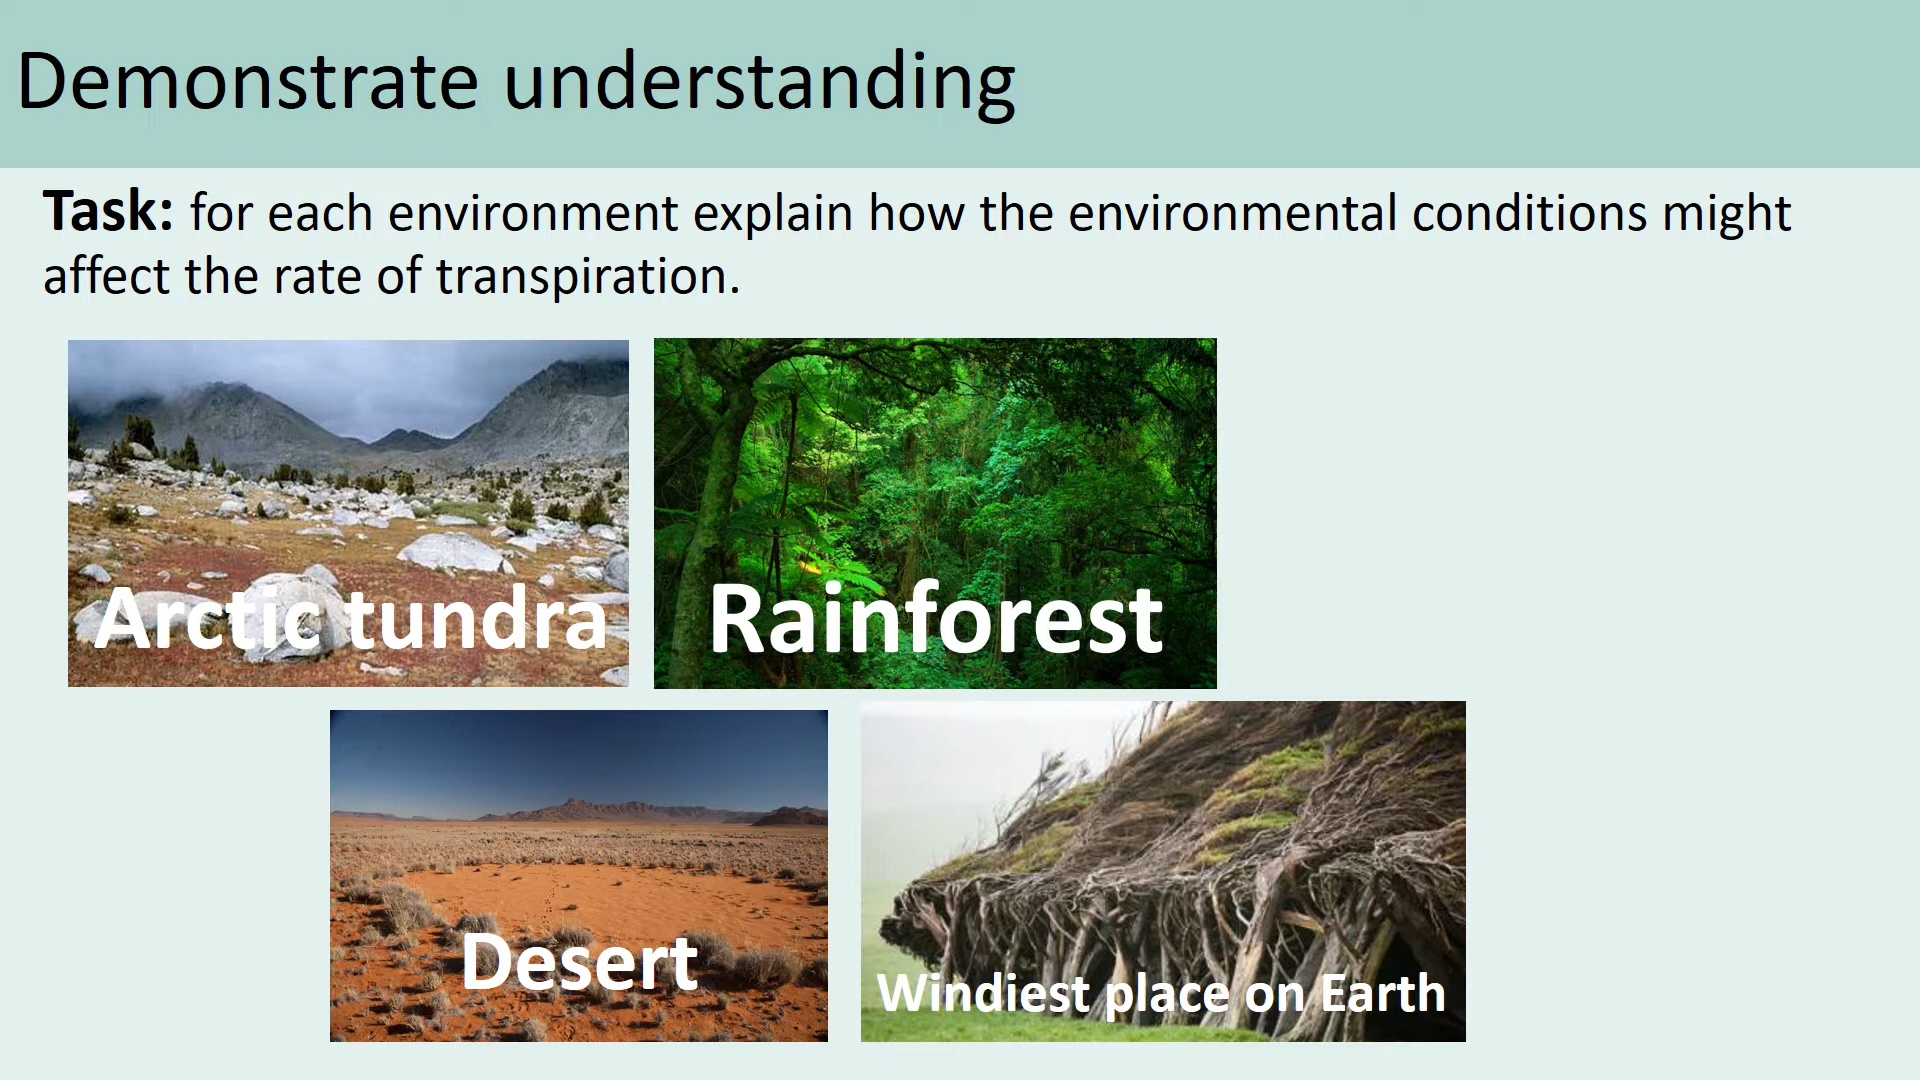 Demonstrate understanding
Task: for each environment explain how the environmental conditions might
affect the rate of transpiration.
Arctic tundra
Rainforest
Desert
Windiest place on Earth